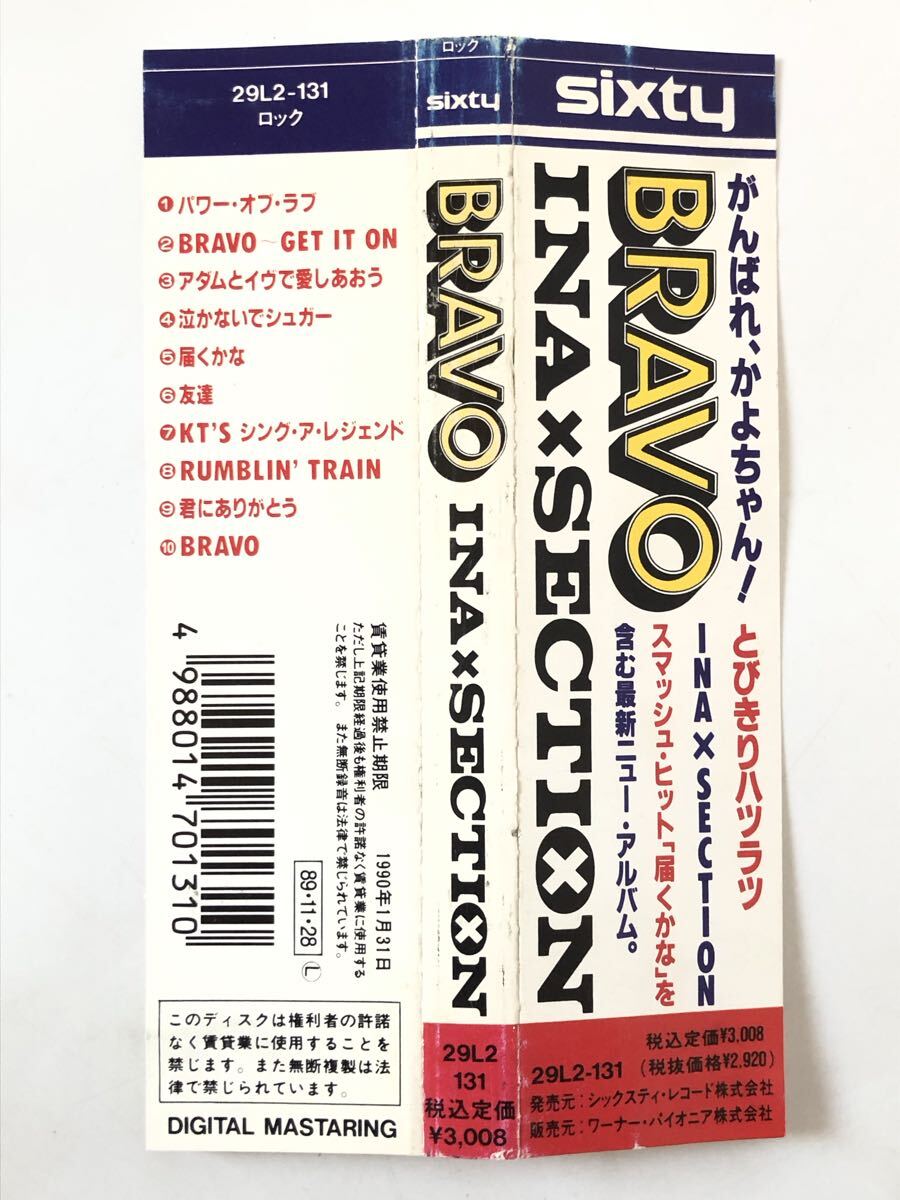 29L2-131
ロック
❶パワー・オブ・ラブ
②BRAVO〜GET IT ON
③アダムとイヴで愛しあおう
④泣かないでシュガー
⑤届くかな
⑥友達
⑦KT'S シング・ア・レジェンド
⑧RUMBLIN' TRAIN
⑨君にありがとう
⑩BRAVO
4 988014 701310
賃貸業使用禁止期限 1990年1月31日
ただし上記期限経過後も権利者の許諾なく賃貸業に使用する
ことを禁じます。また無断録音は法律で禁じられています。
89・11・28 Ⓛ
このディスクは権利者の許諾
なく賃貸業に使用することを
禁じます。また無断複製は法
律で禁じられています。
DIGITAL MASTARING
ロック
sixty
BRAVO INA×SECTION
29L2
131
税込定価
¥3,008
sixty
がんばれ、かよちゃん!
BRAVO
INA×SECTION
とびきりハツラツ
INA×SECTION
スマッシュ・ヒット「届くかな」を
含む最新ニュー・アルバム。
税込定価¥3,008
29L2-131 (税抜価格¥2,920)
発売元：シックスティ・レコード株式会社
販売元：ワーナー・パイオニア株式会社